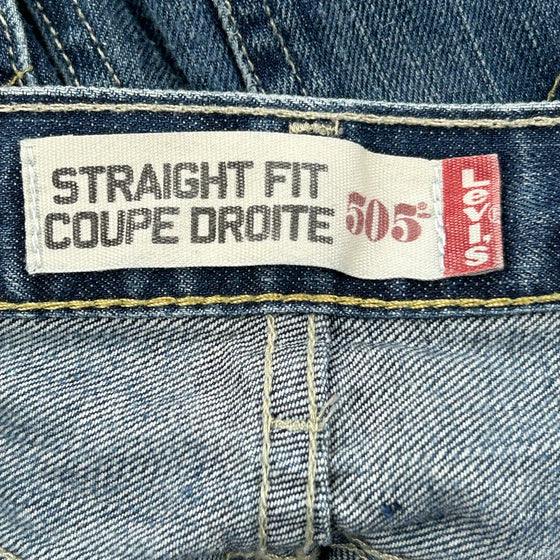 STRAIGHT FIT
COUPE DROITE
505
Levi's